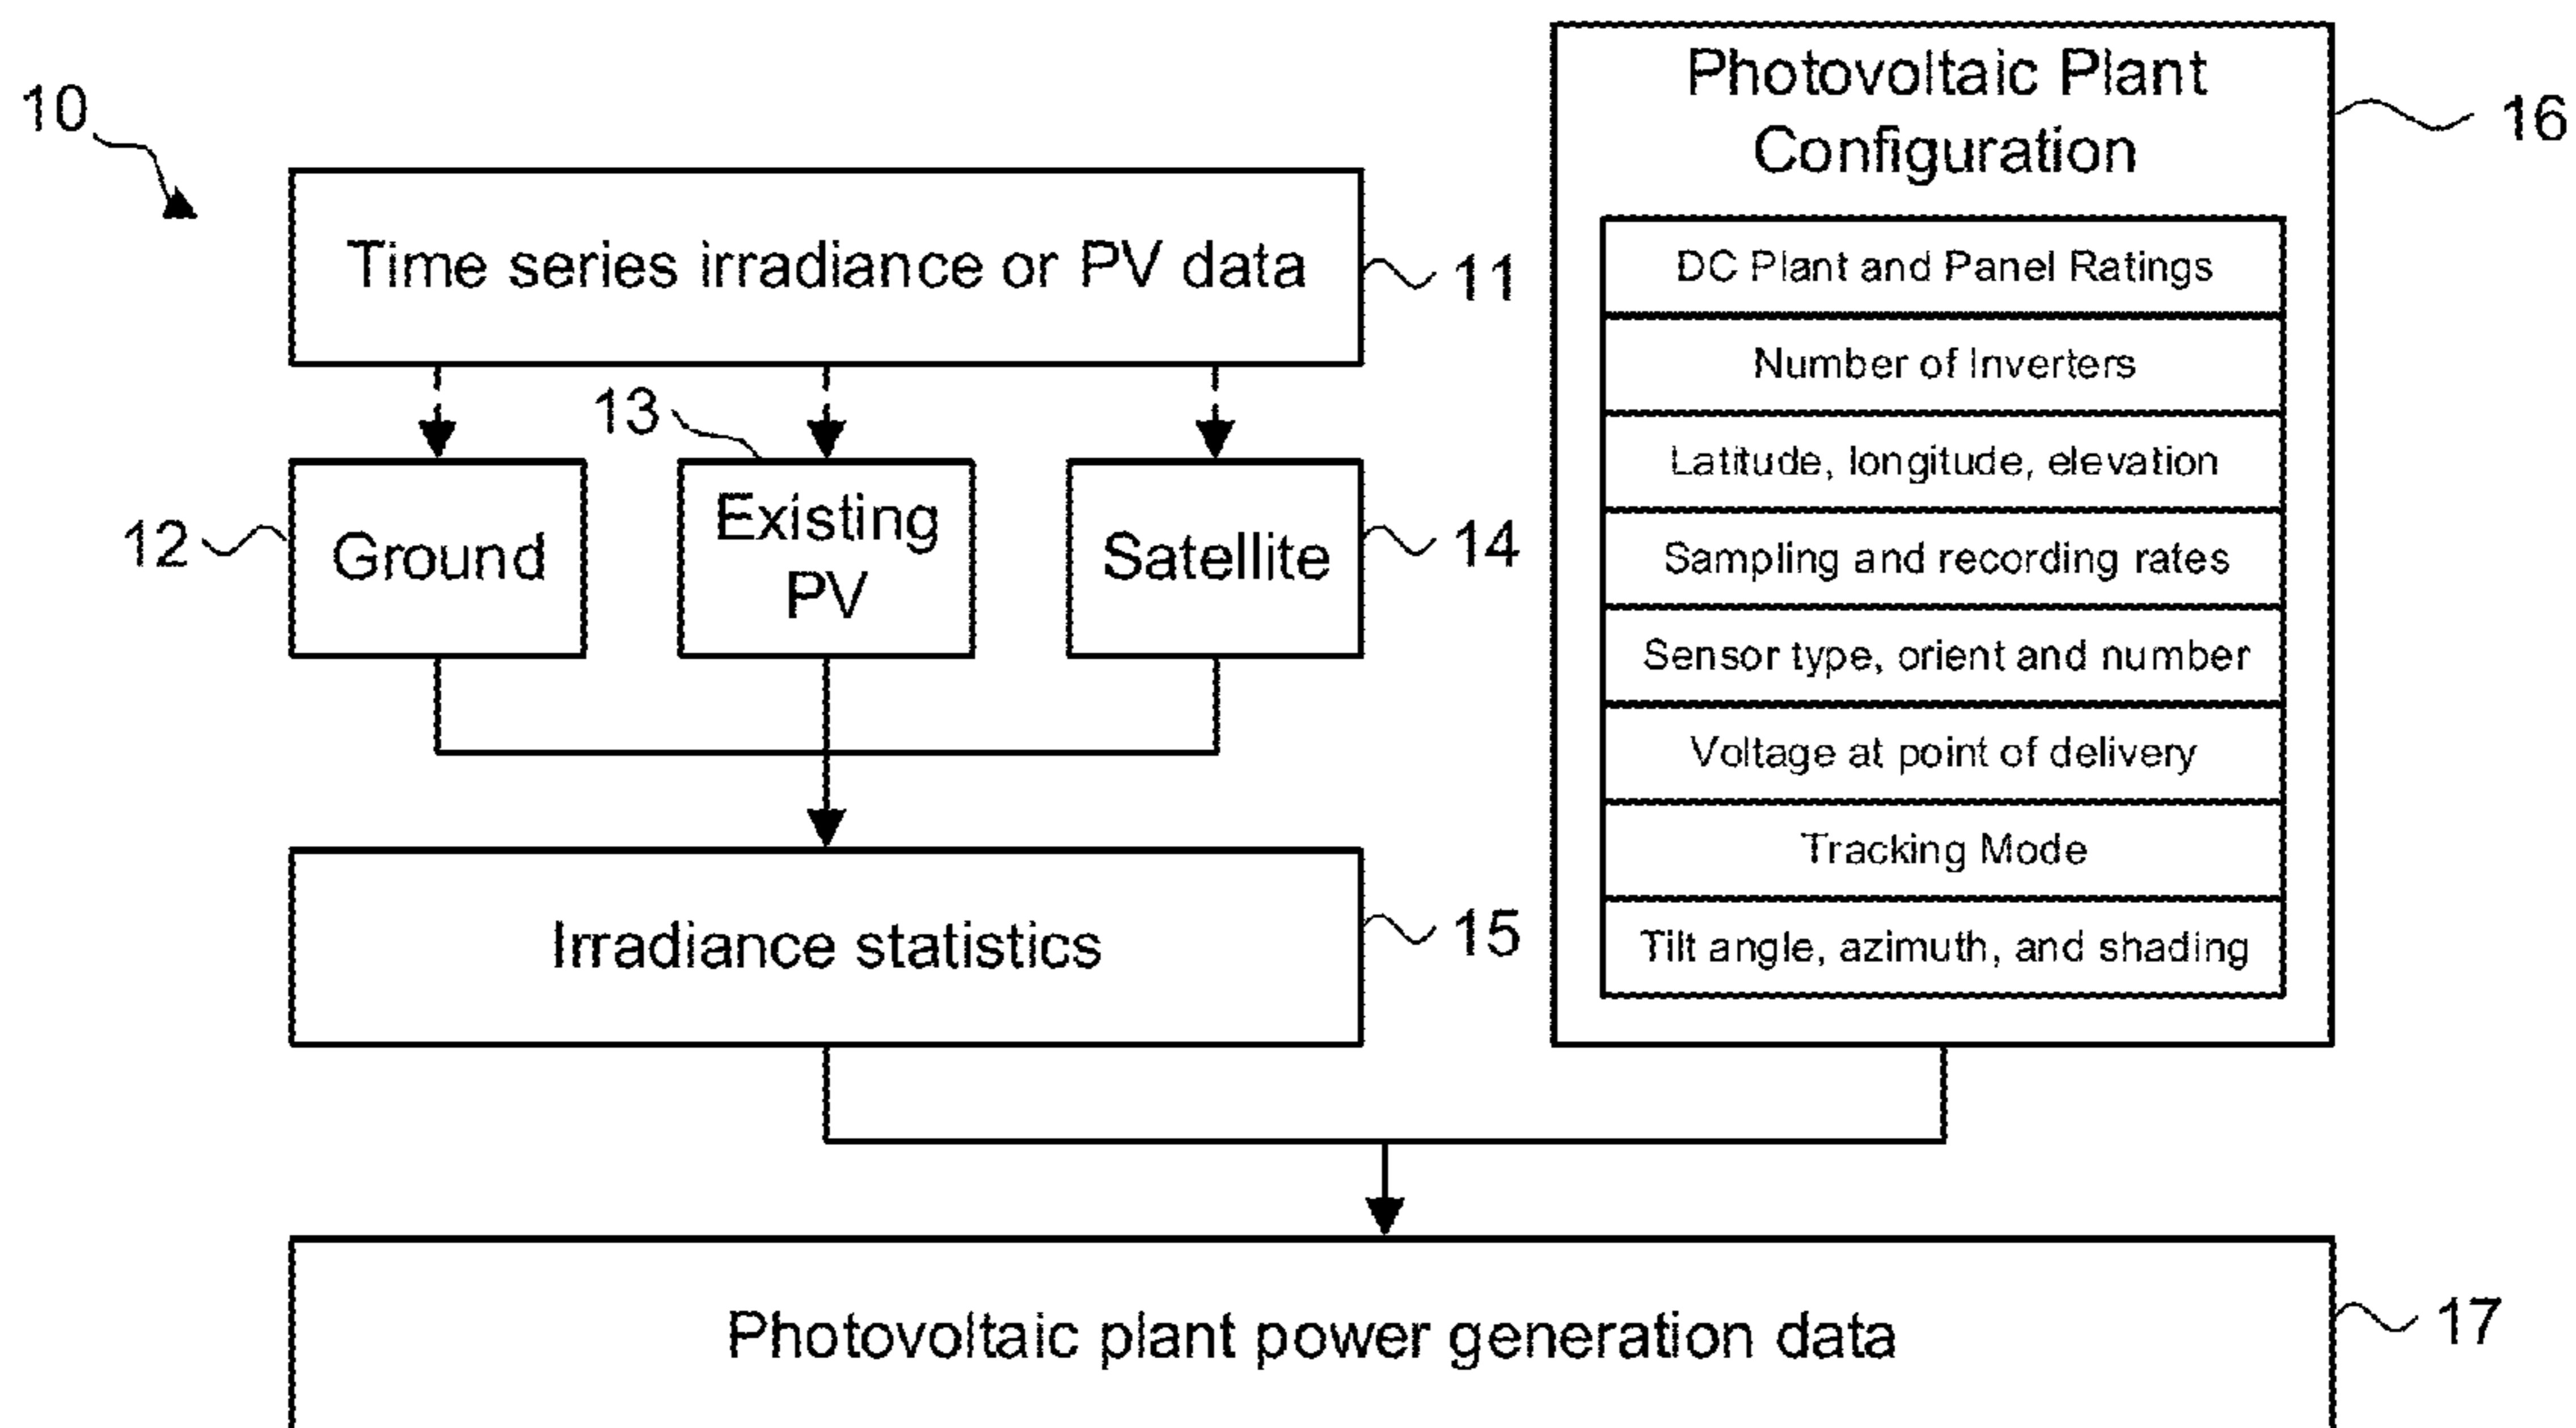 10
Time series irradiance or PV data
11
13
12
Ground
Existing
PV
Satellite
14
Irradiance statistics
15
Photovoltaic Plant
Configuration
16
DC Plant and Panel Ratings
Number of Inverters
Latitude, longitude, elevation
Sampling and recording rates
Sensor type, orient and number
Voltage at point of delivery
Tracking Mode
Tilt angle, azimuth, and shading
Photovoltaic plant power generation data
17